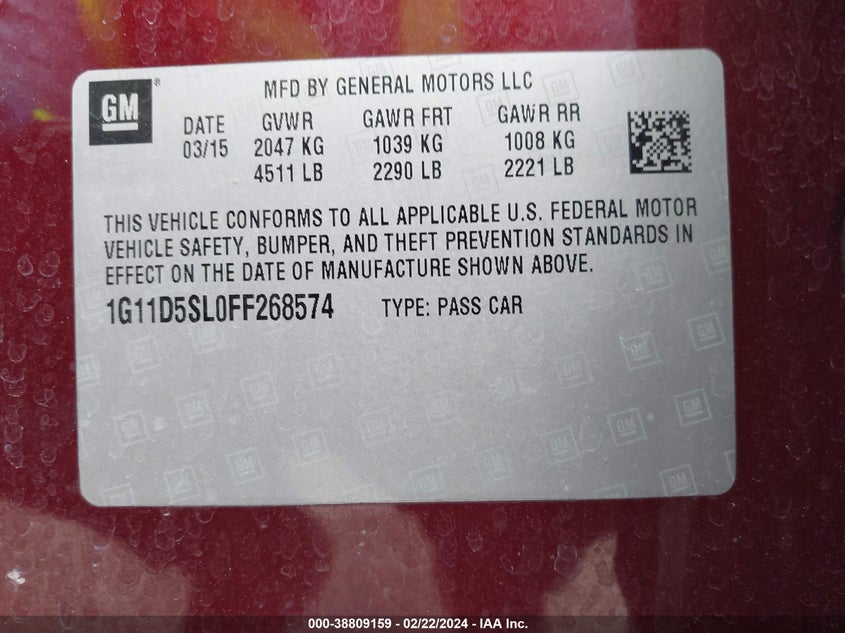 GM ®
MFD BY GENERAL MOTORS LLC
DATE GVWR GAWR FRT GAWR RR
03/15 2047 KG 1039 KG 1008 KG
4511 LB 2290 LB 2221 LB
THIS VEHICLE CONFORMS TO ALL APPLICABLE U.S. FEDERAL MOTOR
VEHICLE SAFETY, BUMPER, AND THEFT PREVENTION STANDARDS IN
EFFECT ON THE DATE OF MANUFACTURE SHOWN ABOVE.
1G11D5SL0FF268574 TYPE: PASS CAR
000-38809159 - 02/22/2024 - IAA Inc.